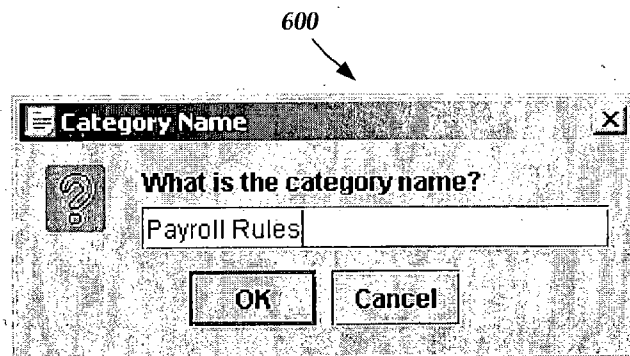 600
Category Name
What is the category name?
Payroll Rules
OK Cancel